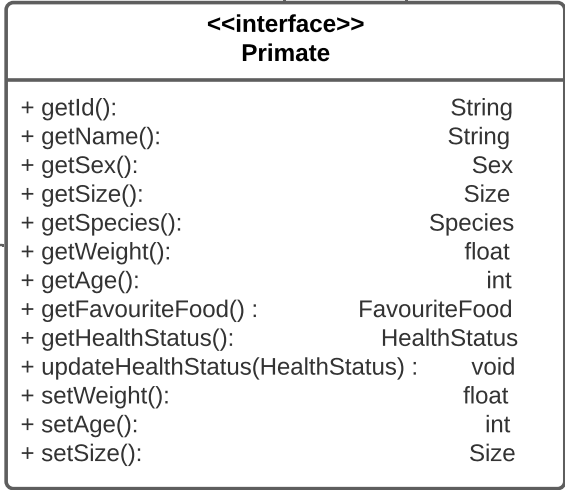 <<interface>>
Primate
+ getId(): String
+ getName(): String
+ getSex(): Sex
+ getSize(): Size
+ getSpecies(): Species
+ getWeight(): float
+ getAge(): int
+ getFavouriteFood() : FavouriteFood
+ getHealthStatus(): HealthStatus
+ updateHealthStatus(HealthStatus) : void
+ setWeight(): float
+ setAge(): int
+ setSize(): Size